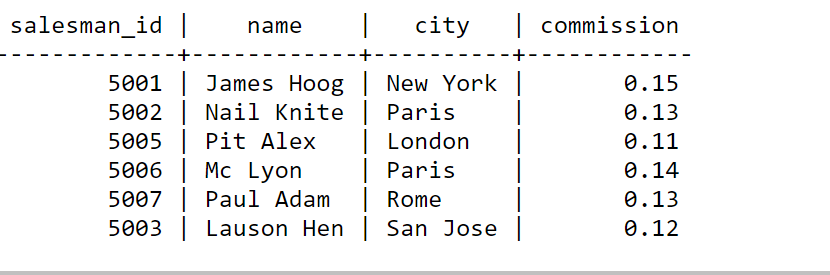 salesman_id |    name    |   city   | commission
-------------+------------+----------+------------
       5001 | James Hoog | New York |       0.15
       5002 | Nail Knite | Paris    |       0.13
       5005 | Pit Alex   | London   |       0.11
       5006 | Mc Lyon    | Paris    |       0.14
       5007 | Paul Adam  | Rome     |       0.13
       5003 | Lauson Hen | San Jose |       0.12